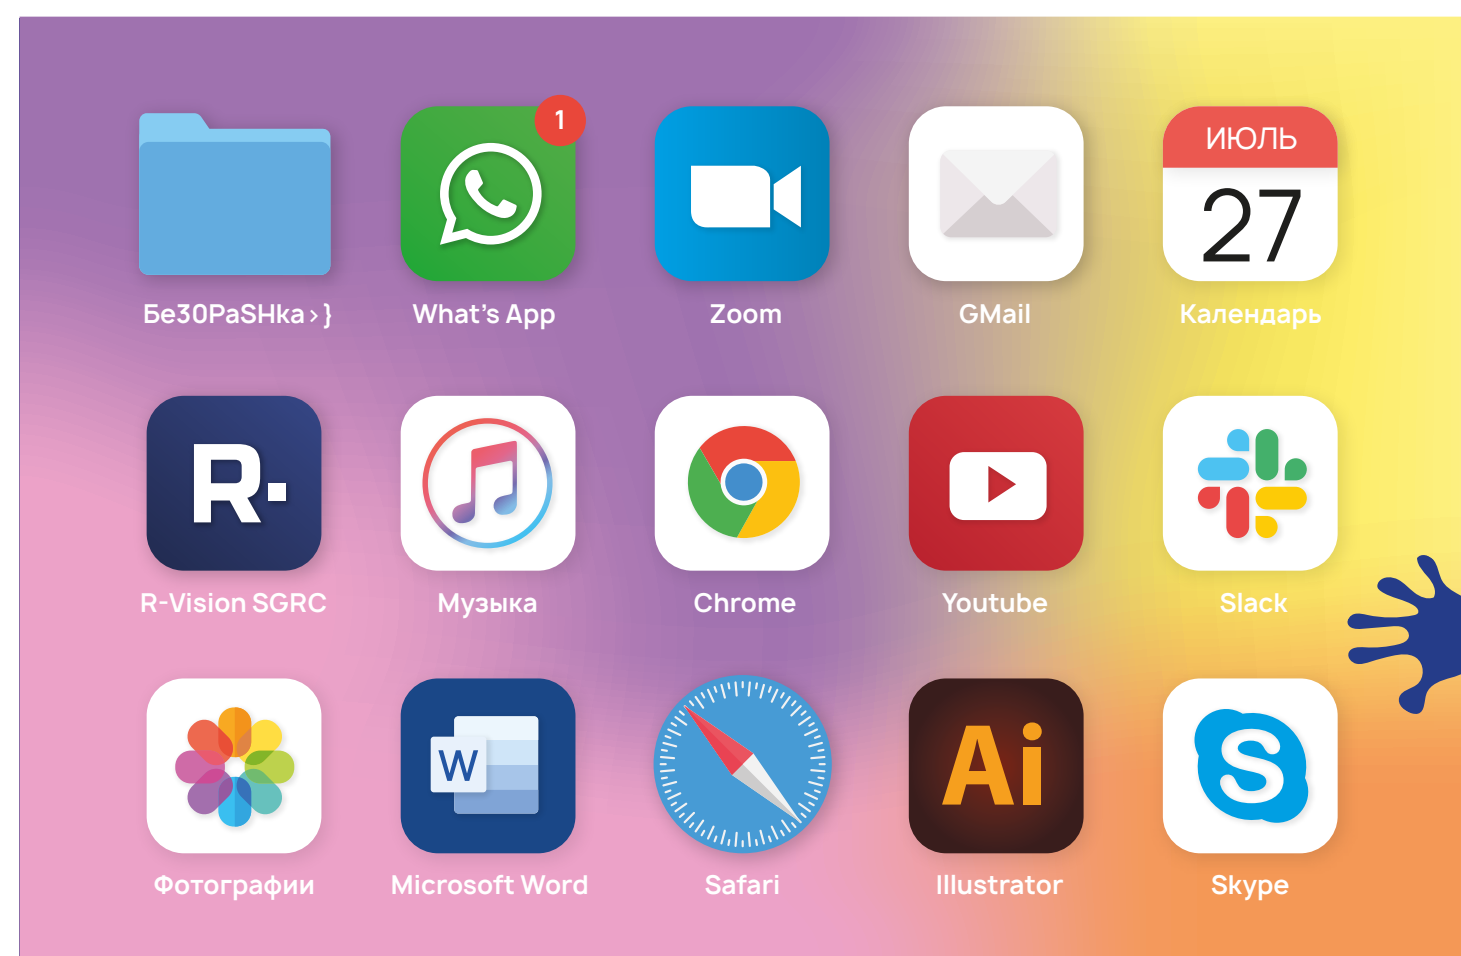 1
ИЮЛЬ
27
Бе30PaSHka>}
What's App
Zoom
GMail
Календарь
R.
R-Vision SGRC
Музыка
Chrome
Youtube
Slack
W
Ai
S
Фотографии
Microsoft Word
Safari
Illustrator
Skype